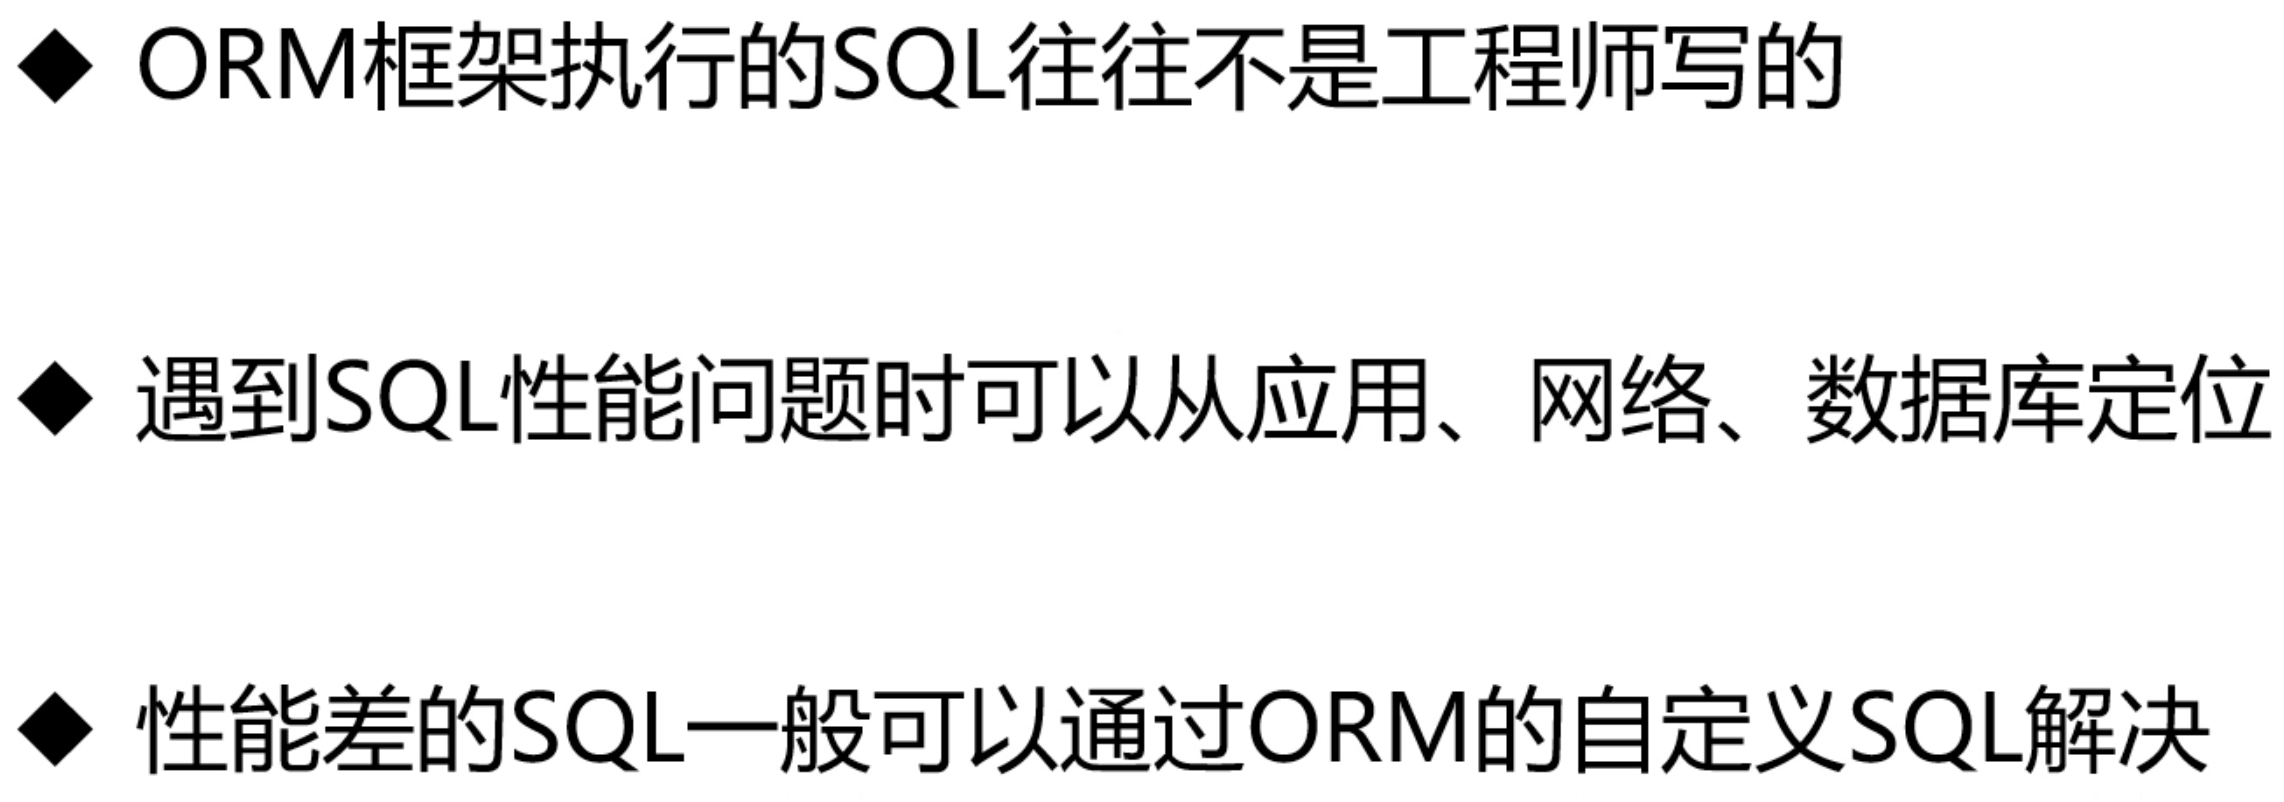 ◆ ORM框架执行的SQL往往不是工程师写的
◆ 遇到SQL性能问题时可以从应用、网络、数据库定位
◆ 性能差的SQL一般可以通过ORM的自定义SQL解决